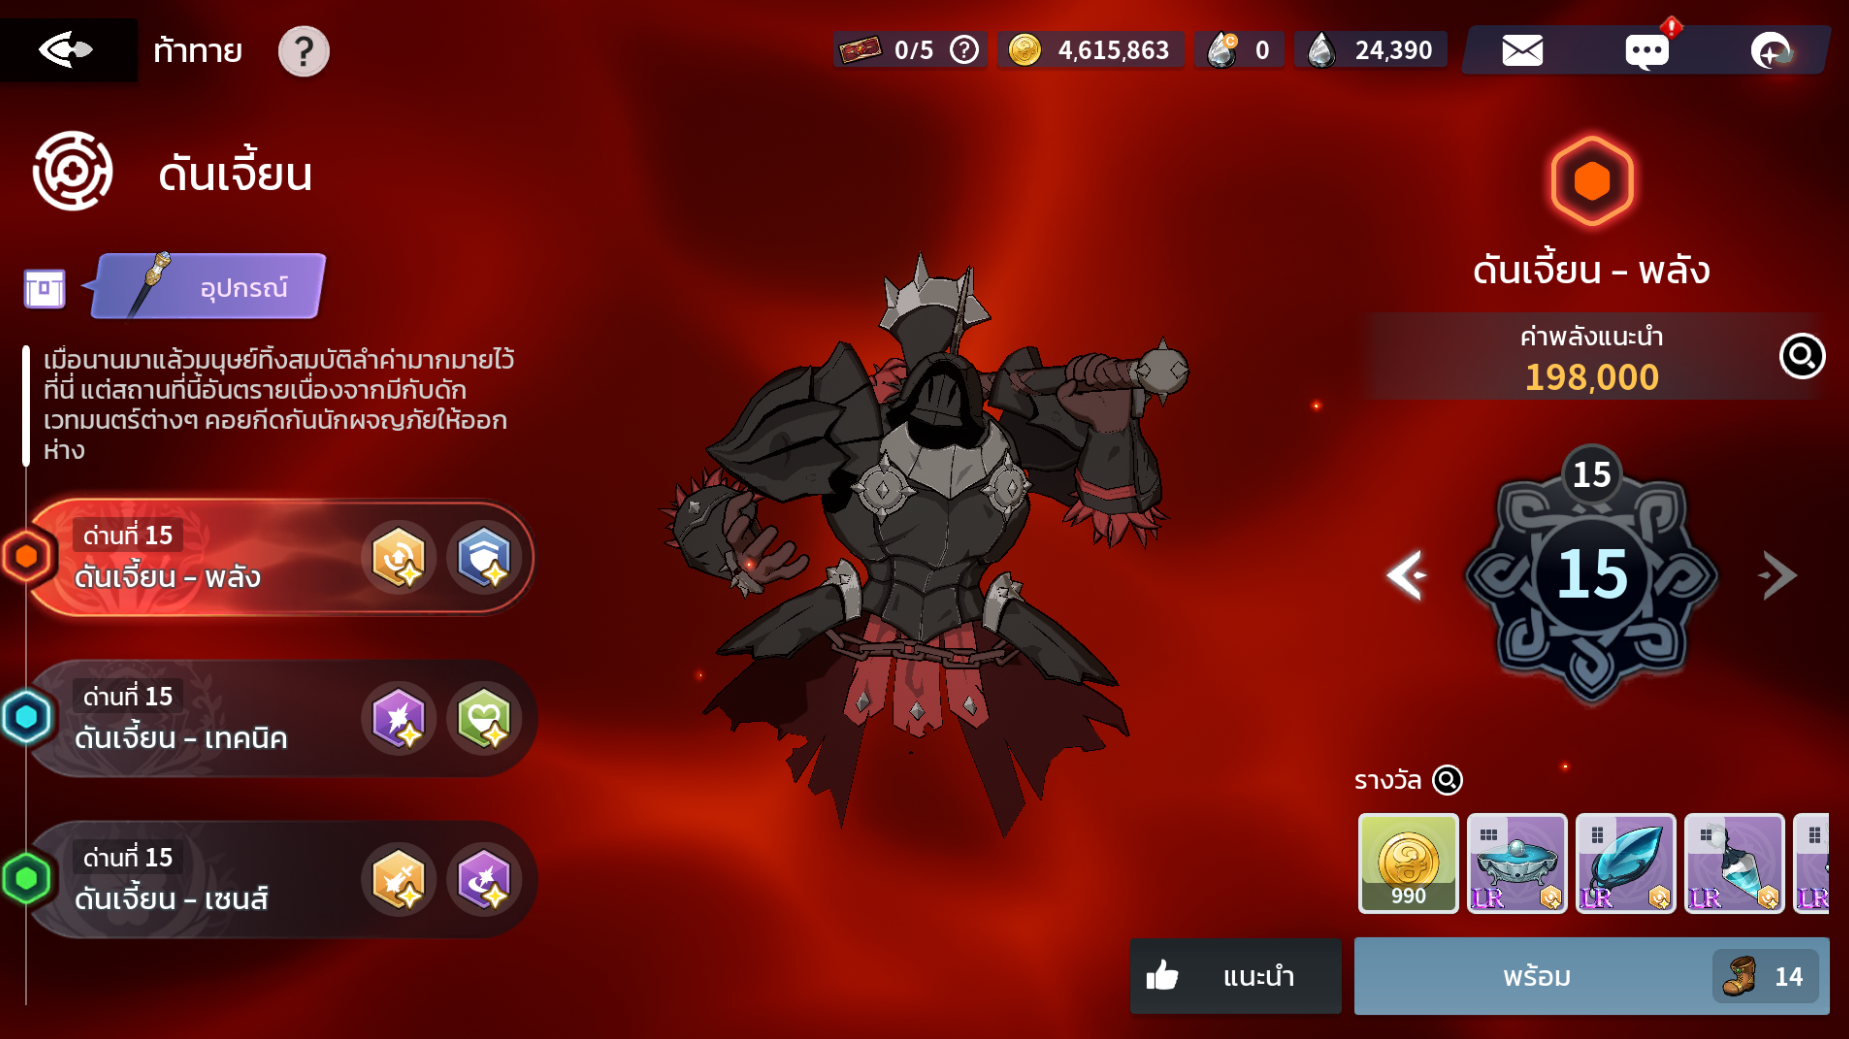 ท้าทาย
?
0/5
?
4,615,863
0
24,390
ดันเจี้ยน
อุปกรณ์
เมื่อนานมาแล้วมนุษย์ทิ้งสมบัติล้ำค่ามากมายไว้
ที่นี่ แต่สถานที่นี้อันตรายเนื่องจากมีกับดัก
เวทมนตร์ต่างๆ คอยกีดกันนักผจญภัยให้ออก
ห่าง
ด่านที่ 15
ดันเจี้ยน – พลัง
ด่านที่ 15
ดันเจี้ยน – เทคนิค
ด่านที่ 15
ดันเจี้ยน – เซนส์
ดันเจี้ยน – พลัง
ค่าพลังแนะนำ
198,000
15
15
รางวัล
990
LR
LR
LR
LR
แนะนำ
พร้อม
14